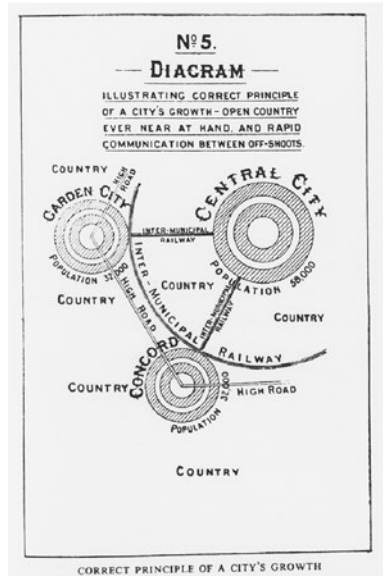 Nº 5.
DIAGRAM
ILLUSTRATING CORRECT PRINCIPLE
OF A CITY'S GROWTH - OPEN COUNTRY
EVER NEAR AT HAND, AND RAPID
COMMUNICATION BETWEEN OFF-SHOOTS.
COUNTRY
HIGH ROAD
GARDEN CITY
POPULATION 32,000
CENTRAL CITY
POPULATION 58,000
INTER-MUNICIPAL
RAILWAY
COUNTRY
HIGH ROAD
INTER-MUNICIPAL RAILWAY
COUNTRY
INTER-MUNICIPAL
RAILWAY
COUNTRY
COUNTRY
CONCORD
POPULATION 32,000
HIGH ROAD
COUNTRY
CORRECT PRINCIPLE OF A CITY'S GROWTH